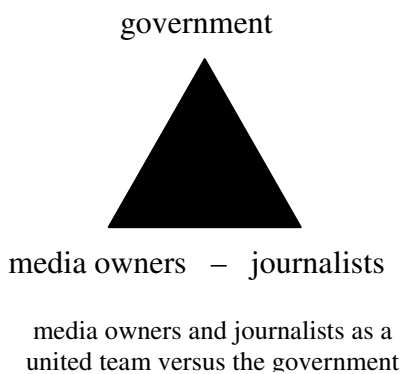 government
media owners – journalists
media owners and journalists as a
united team versus the government